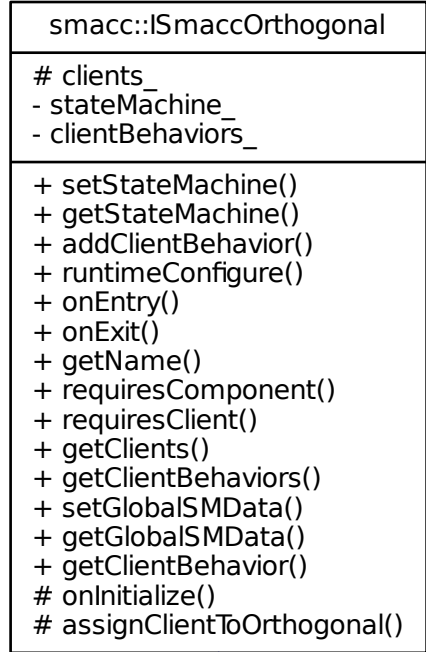 smacc::ISmaccOrthogonal
# clients_
- stateMachine_
- clientBehaviors_
+ setStateMachine()
+ getStateMachine()
+ addClientBehavior()
+ runtimeConfigure()
+ onEntry()
+ onExit()
+ getName()
+ requiresComponent()
+ requiresClient()
+ getClients()
+ getClientBehaviors()
+ setGlobalSMData()
+ getGlobalSMData()
+ getClientBehavior()
# onInitialize()
# assignClientToOrthogonal()